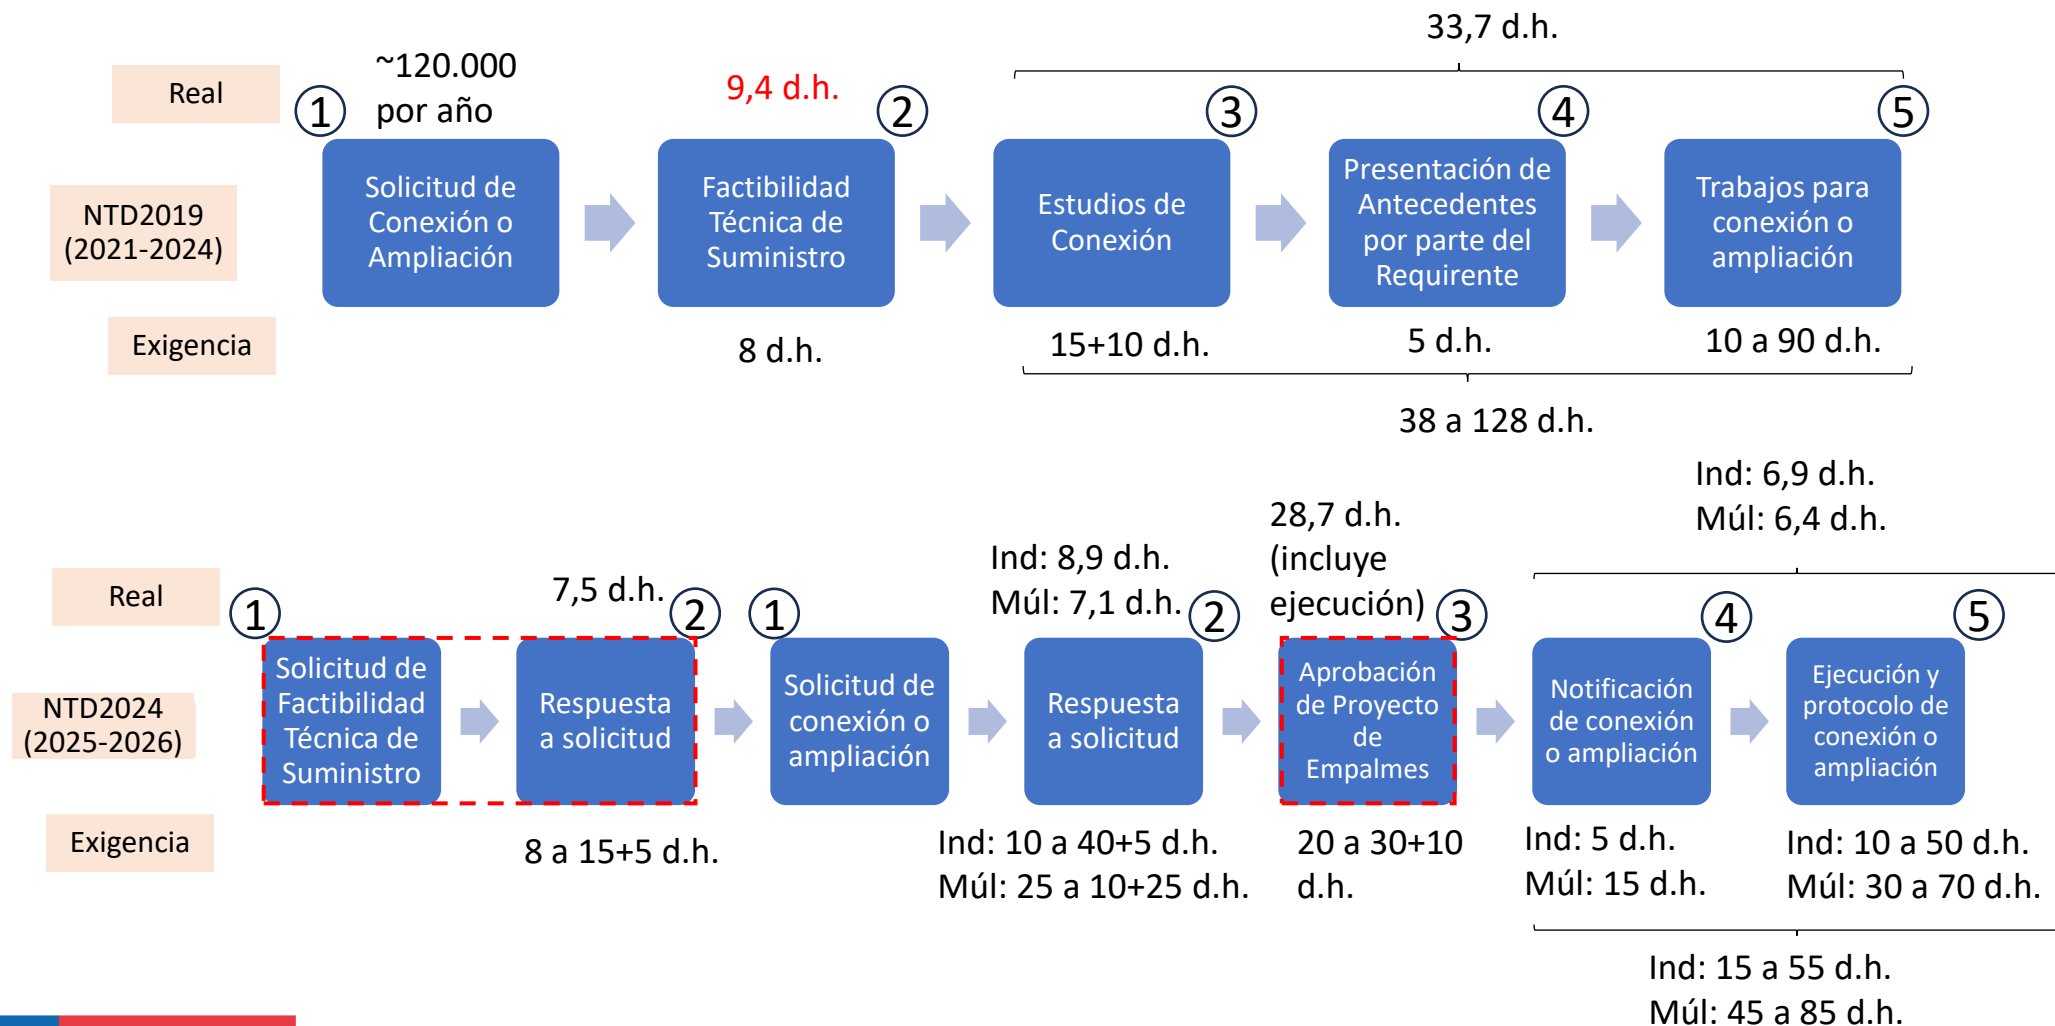 33,7 d.h.
Real
~120.000
por año
9,4 d.h.
1
2
3
4
5
NTD2019
(2021-2024)
Solicitud de
Conexión o
Ampliación
Factibilidad
Técnica de
Suministro
Estudios de
Conexión
Presentación de
Antecedentes
por parte del
Requirente
Trabajos para
conexión o
ampliación
Exigencia
8 d.h.
15+10 d.h.
5 d.h.
10 a 90 d.h.
38 a 128 d.h.
Real
7,5 d.h.
Ind: 8,9 d.h.
Múl: 7,1 d.h.
28,7 d.h.
(incluye
ejecución)
Ind: 6,9 d.h.
Múl: 6,4 d.h.
1
2
1
2
3
4
5
NTD2024
(2025-2026)
Solicitud de
Factibilidad
Técnica de
Suministro
Respuesta
a solicitud
Solicitud de
conexión o
ampliación
Respuesta
a solicitud
Aprobación
de Proyecto
de
Empalmes
Notificación
de conexión
o ampliación
Ejecución y
protocolo de
conexión o
ampliación
Exigencia
8 a 15+5 d.h.
Ind: 10 a 40+5 d.h.
Múl: 25 a 10+25 d.h.
20 a 30+10
d.h.
Ind: 5 d.h.
Múl: 15 d.h.
Ind: 10 a 50 d.h.
Múl: 30 a 70 d.h.
Ind: 15 a 55 d.h.
Múl: 45 a 85 d.h.